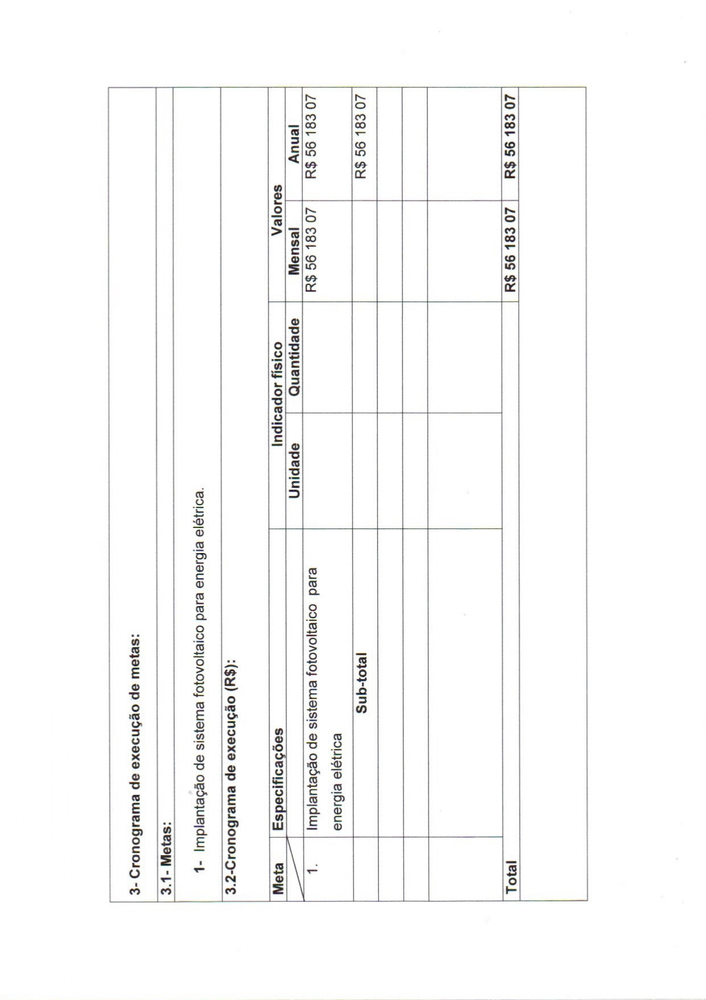 3- Cronograma de execução de metas:
3.1- Metas:
1- Implantação de sistema fotovoltaico para energia elétrica.
3.2-Cronograma de execução (R$):
Meta Especificações Indicador físico Valores
Unidade Quantidade Mensal Anual
1. Implantação de sistema fotovoltaico para R$ 56 183 07 R$ 56 183 07
energia elétrica
Sub-total R$ 56 183 07
Total R$ 56 183 07 R$ 56 183 07